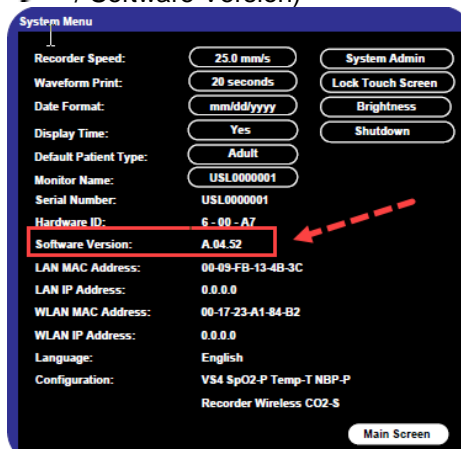 / Software Version)
System Menu
Recorder Speed: 25.0 mm/s System Admin
Waveform Print: 20 seconds Lock Touch Screen
Date Format: mm/dd/yyyy Brightness
Display Time: Yes Shutdown
Default Patient Type: Adult
Monitor Name: USL0000001
Serial Number: USL0000001
Hardware ID: 6 - 00 - A7
Software Version: A.04.52
LAN MAC Address: 00-09-FB-13-4B-3C
LAN IP Address: 0.0.0.0
WLAN MAC Address: 00-17-23-A1-84-B2
WLAN IP Address: 0.0.0.0
Language: English
Configuration: VS4 SpO2-P Temp-T NBP-P
Recorder Wireless CO2-S
Main Screen